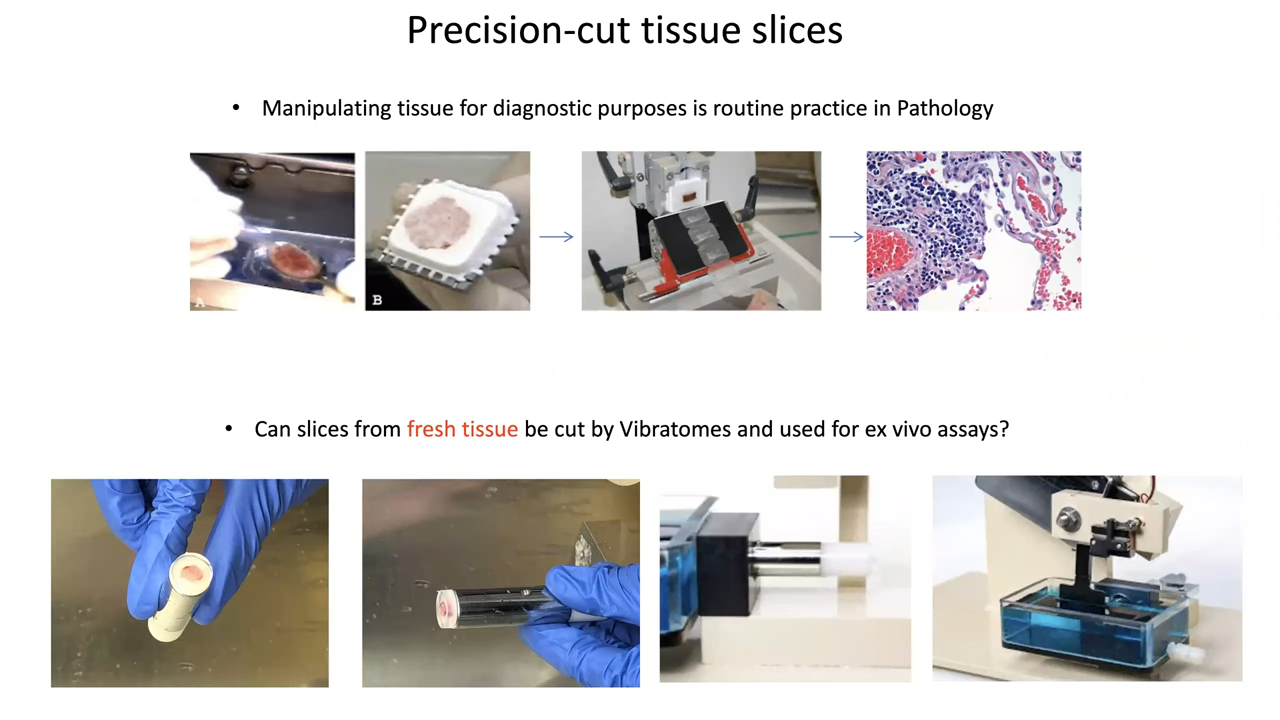 Precision-cut tissue slices
• Manipulating tissue for diagnostic purposes is routine practice in Pathology
A
B
• Can slices from fresh tissue be cut by Vibratomes and used for ex vivo assays?